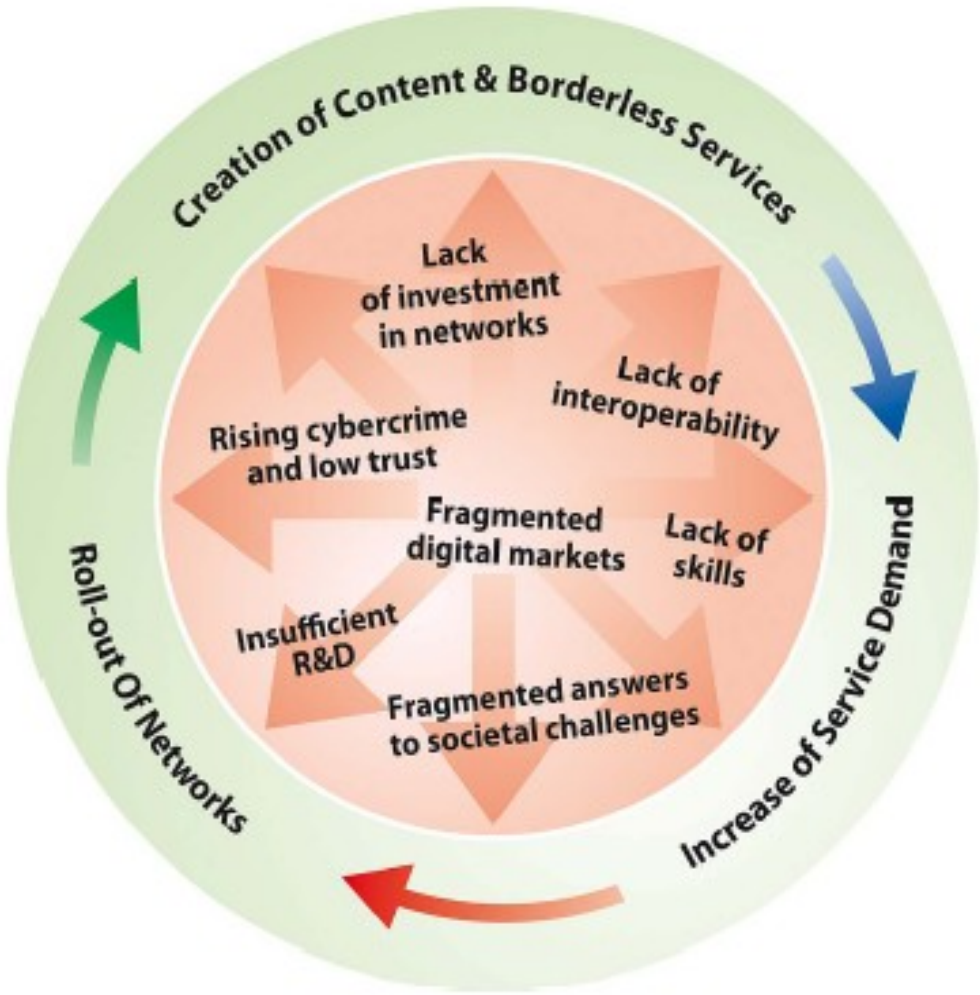 Creation of Content & Borderless Services
Lack
of investment
in networks
Lack of
interoperability
Rising cybercrime
and low trust
Fragmented
digital markets
Lack of
skills
Insufficient
R&D
Fragmented answers
to societal challenges
Increase of Service Demand
Roll-out Of Networks